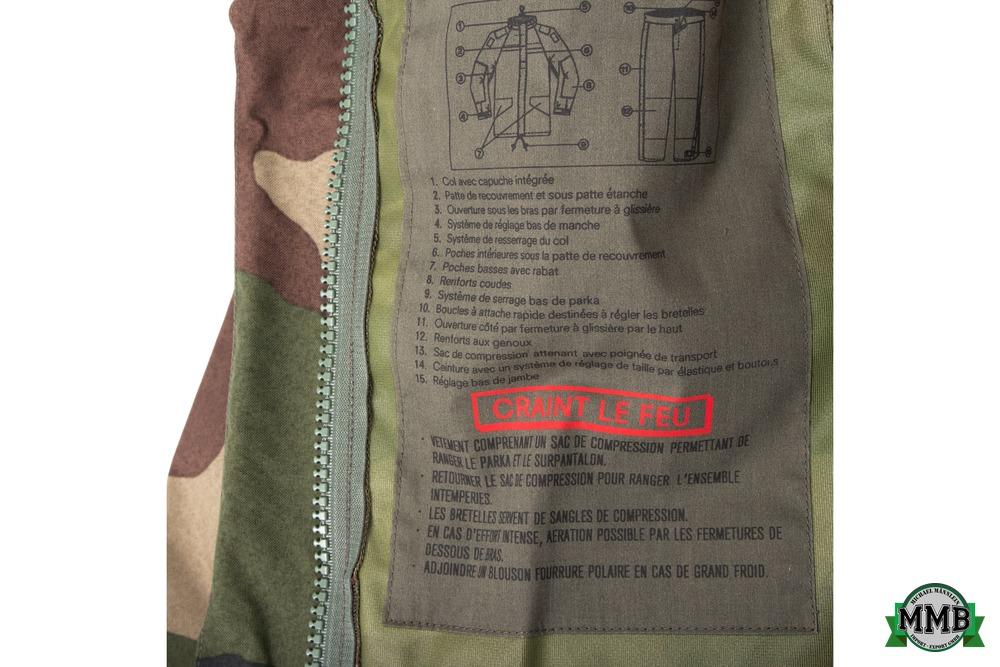 1. Col avec capuche intégrée
2. Patte de recouvrement et sous patte étanche
3. Ouverture sous les bras par fermeture à glissière
4. Système de réglage bas de manche
5. Système de resserrage du col
6. Poches intérieures sous la patte de recouvrement
7. Poches basses avec rabat
8. Renforts coudes
9. Système de serrage bas de parka
10. Boucles à attache rapide destinées à régler les bretelles
11. Ouverture côté par fermeture à glissière par le haut
12. Renforts aux genoux
13. Sac de compression attenant avec poignée de transport
14. Ceinture avec un système de réglage de taille par élastique et boutons
15. Réglage bas de jambe
CRAINT LE FEU
· VETEMENT COMPRENANT UN SAC DE COMPRESSION PERMETTANT DE
RANGER LE PARKA ET LE SURPANTALON.
· RETOURNER LE SAC DE COMPRESSION POUR RANGER L'ENSEMBLE
INTEMPERIES.
· LES BRETELLES SERVENT DE SANGLES DE COMPRESSION.
· EN CAS D'EFFORT INTENSE, AERATION POSSIBLE PAR LES FERMETURES DE
DESSOUS DE BRAS.
· ADJOINDRE UN BLOUSON FOURRURE POLAIRE EN CAS DE GRAND FROID.
MICHAEL MÄNNLEIN
MMB
IMPORT - EXPORT GMBH